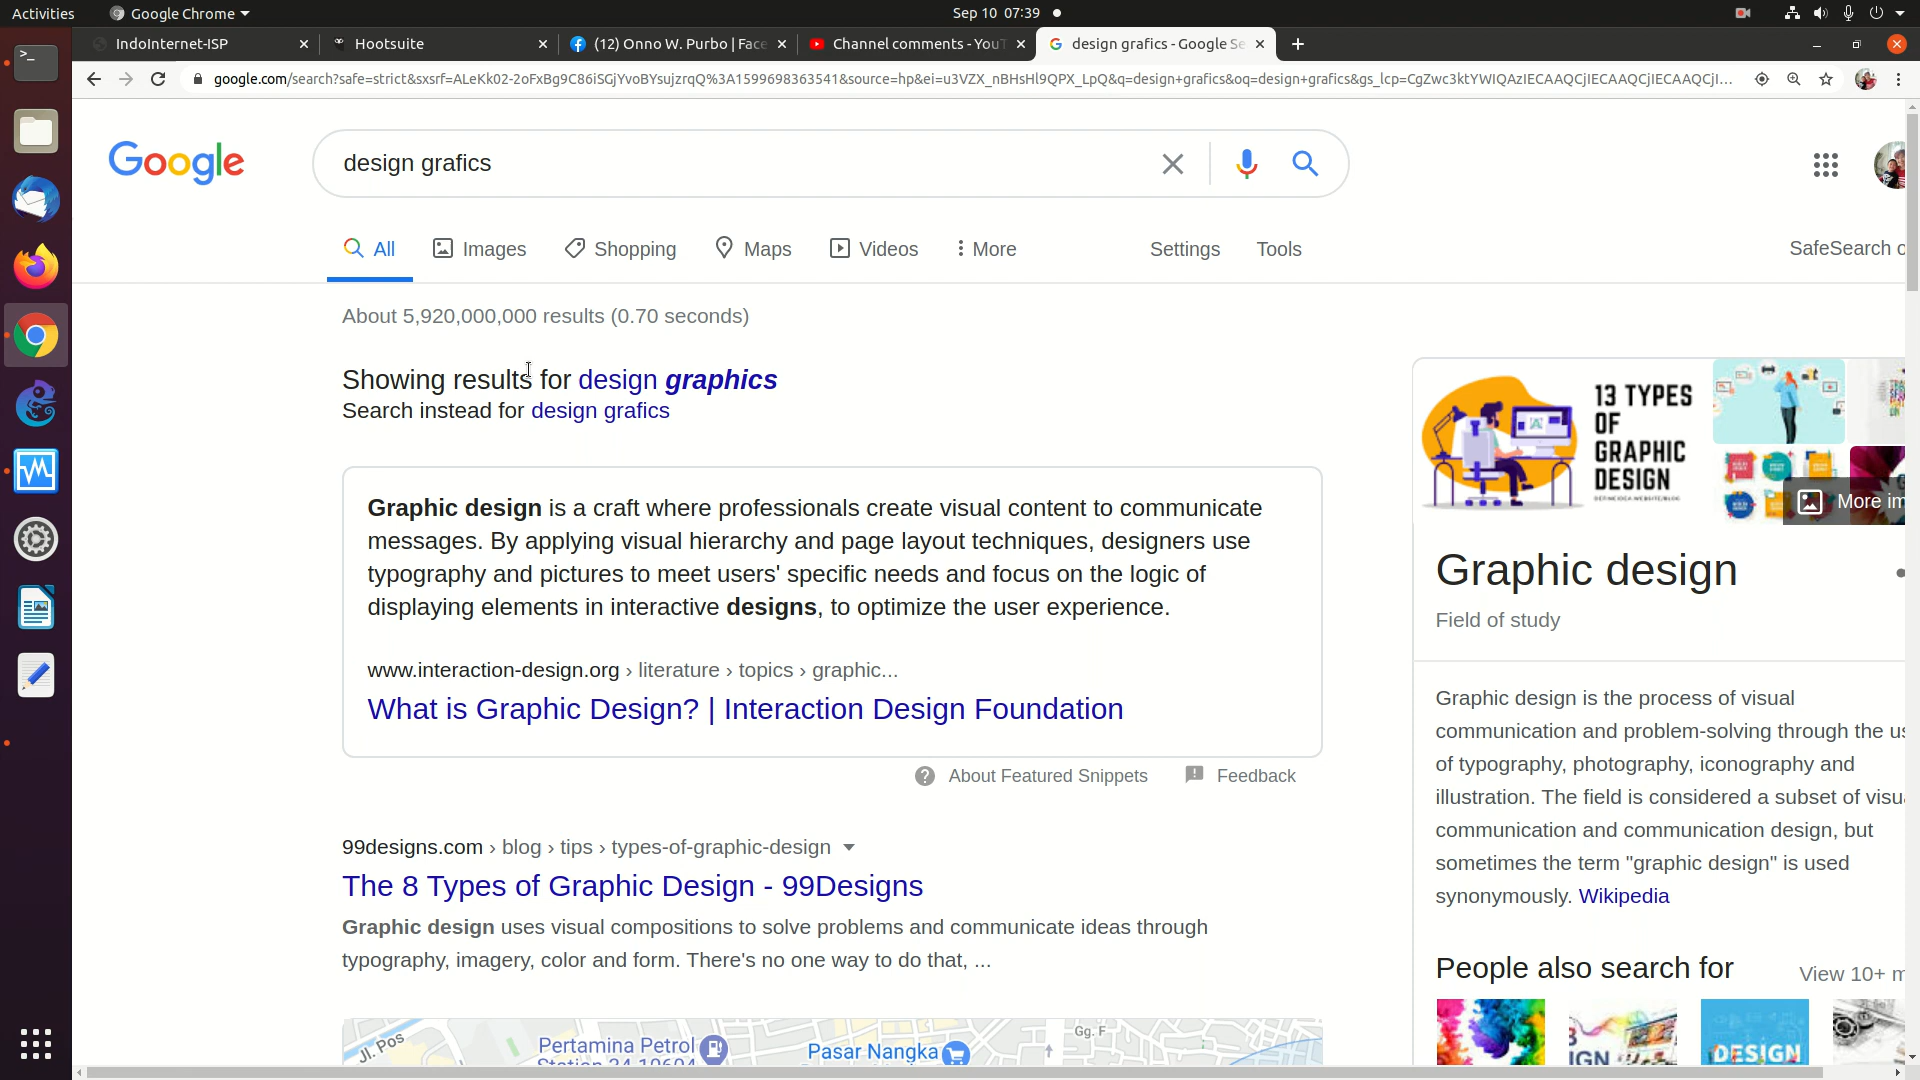 Activities
Google Chrome
Sep 10 07:39
IndoInternet-ISP
Hootsuite
(12) Onno W. Purbo | Face
Channel comments - YouT
design grafics - Google Se
google.com/search?safe=strict&sxsrf=ALeKk02-2oFxBg9C86iSGjYvoBYsujzrqQ%3A1599698363541&source=hp&ei=u3VZX_nBHsHl9QPX_LpQ&q=design+grafics&oq=design+grafics&gs_lcp=CgZwc3ktYWIQAzIECAAQCjIECAAQCjIECAAQCjI...
Google
design grafics
All
Images
Shopping
Maps
Videos
More
Settings
Tools
SafeSearch o
About 5,920,000,000 results (0.70 seconds)
Showing results for design graphics
Search instead for design grafics
Graphic design is a craft where professionals create visual content to communicate
messages. By applying visual hierarchy and page layout techniques, designers use
typography and pictures to meet users' specific needs and focus on the logic of
displaying elements in interactive designs, to optimize the user experience.
www.interaction-design.org › literature › topics › graphic...
What is Graphic Design? | Interaction Design Foundation
About Featured Snippets
Feedback
99designs.com › blog › tips › types-of-graphic-design
The 8 Types of Graphic Design - 99Designs
Graphic design uses visual compositions to solve problems and communicate ideas through
typography, imagery, color and form. There's no one way to do that, ...
Jl. Pos
Pertamina Petrol
Station 34 10604
Pasar Nangka
Gg. F
13 TYPES
OF
GRAPHIC
DESIGN
More im
Graphic design
Field of study
Graphic design is the process of visual
communication and problem-solving through the us
of typography, photography, iconography and
illustration. The field is considered a subset of visu
communication and communication design, but
sometimes the term "graphic design" is used
synonymously. Wikipedia
People also search for
View 10+ m
IGN
DESIGN